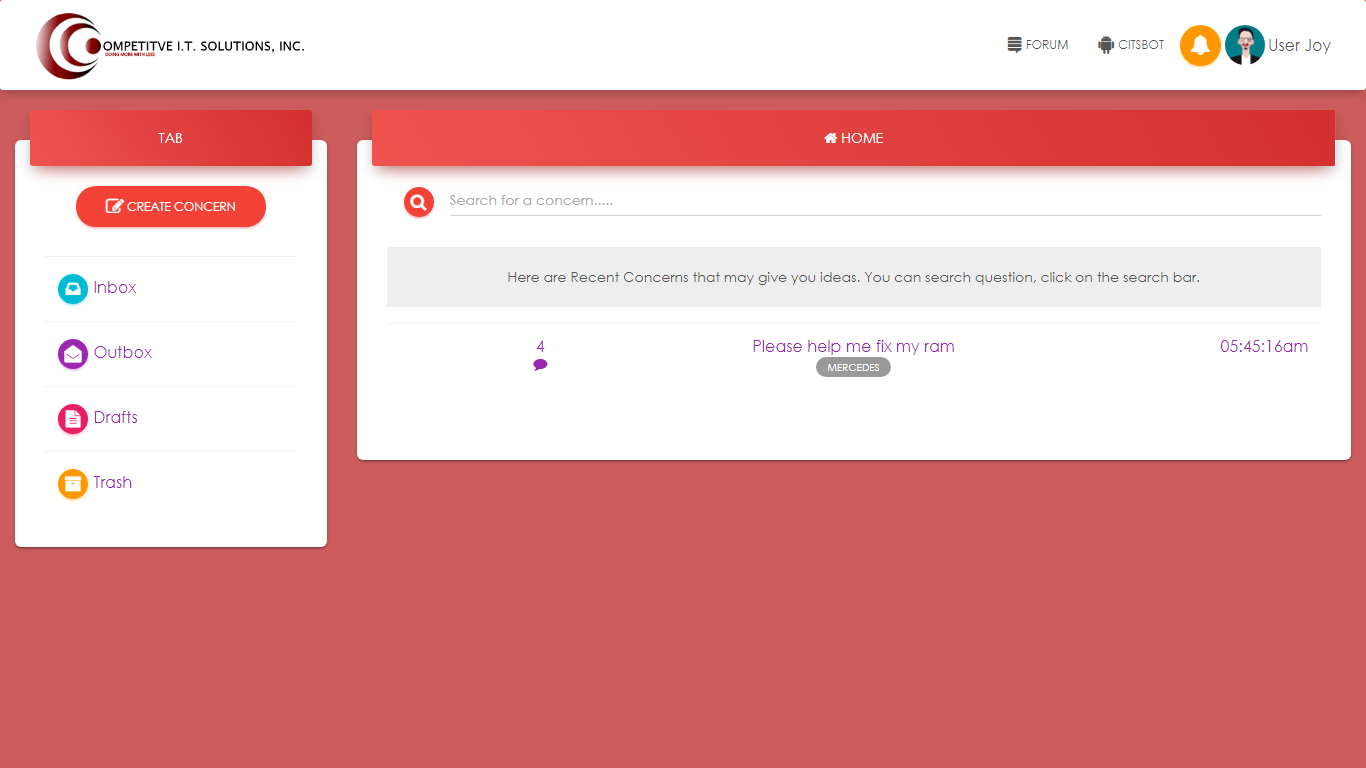 OMPETITVE I.T. SOLUTIONS, INC.
DOING MORE WITH LESS
FORUM
CITSBOT
User Joy
TAB
CREATE CONCERN
Inbox
Outbox
Drafts
Trash
HOME
Search for a concern.....
Here are Recent Concerns that may give you ideas. You can search question, click on the search bar.
4
Please help me fix my ram
05:45:16am
MERCEDES